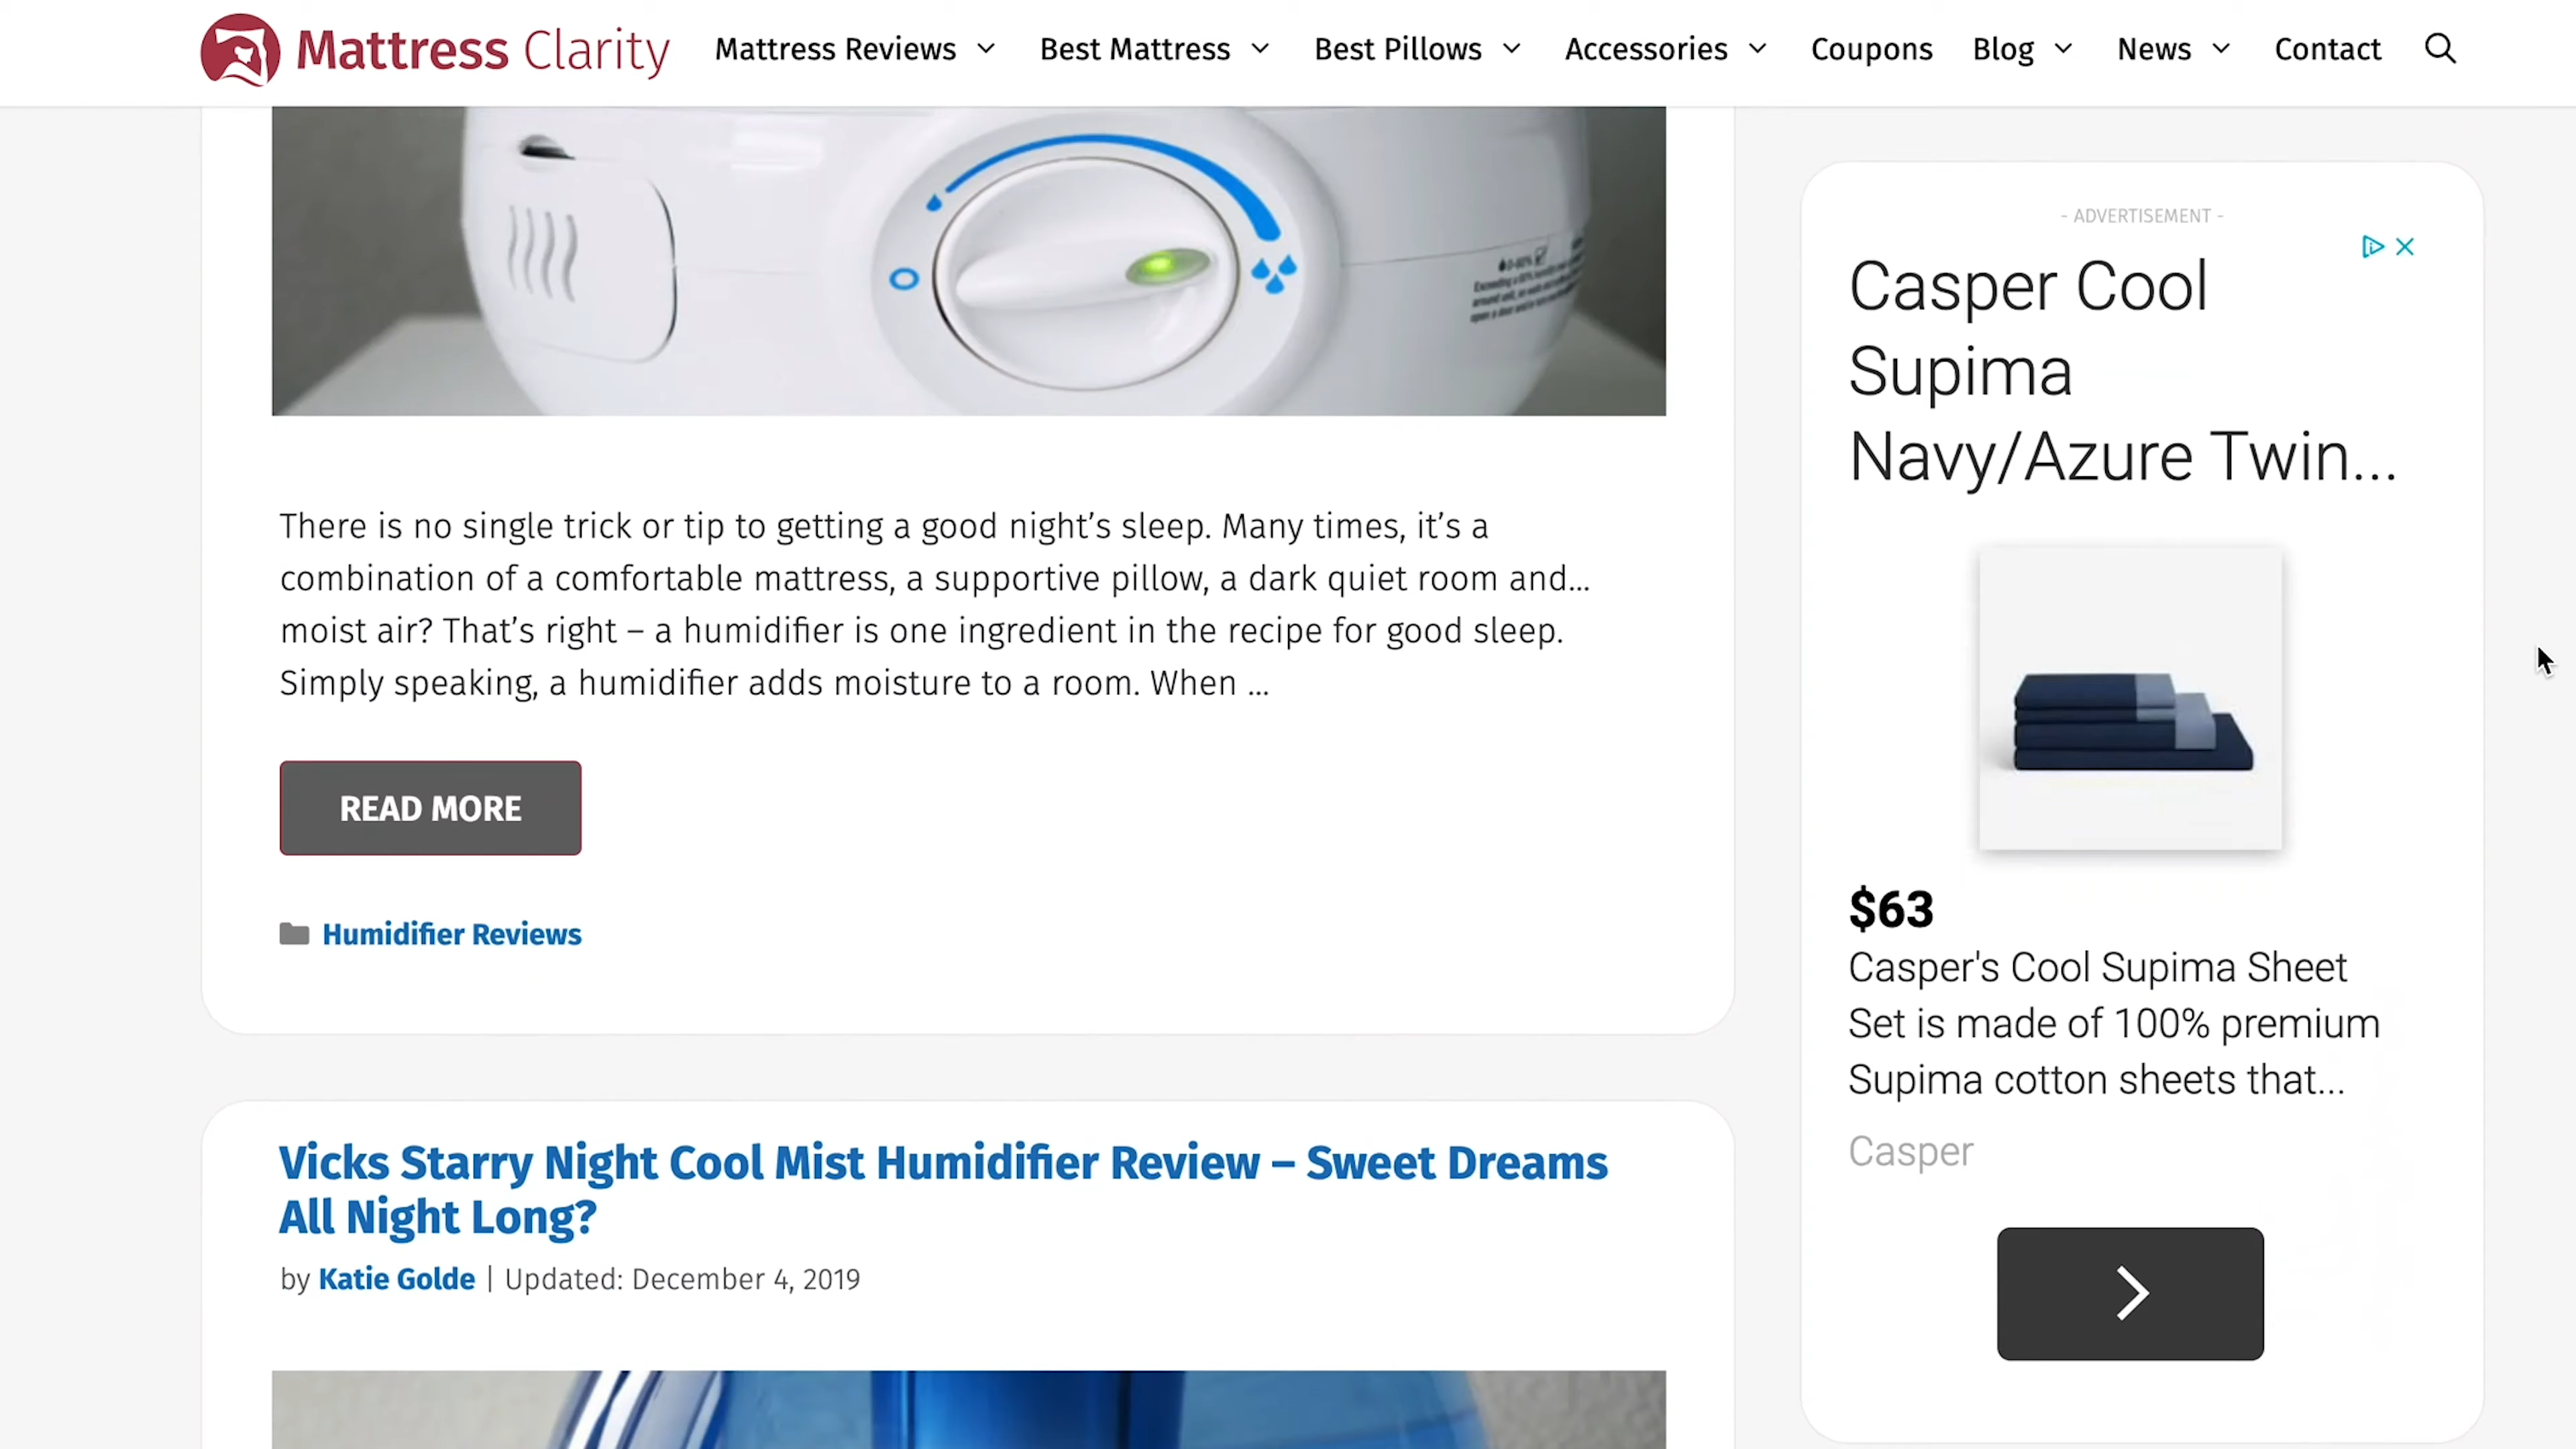 Mattress Clarity
Mattress Reviews
Best Mattress
Best Pillows
Accessories
Coupons
Blog
News
Contact
There is no single trick or tip to getting a good night’s sleep. Many times, it’s a
combination of a comfortable mattress, a supportive pillow, a dark quiet room and...
moist air? That’s right – a humidifier is one ingredient in the recipe for good sleep.
Simply speaking, a humidifier adds moisture to a room. When ...
READ MORE
Humidifier Reviews
Vicks Starry Night Cool Mist Humidifier Review – Sweet Dreams
All Night Long?
by Katie Golde | Updated: December 4, 2019
- ADVERTISEMENT -
Casper Cool
Supima
Navy/Azure Twin...
$63
Casper's Cool Supima Sheet
Set is made of 100% premium
Supima cotton sheets that...
Casper